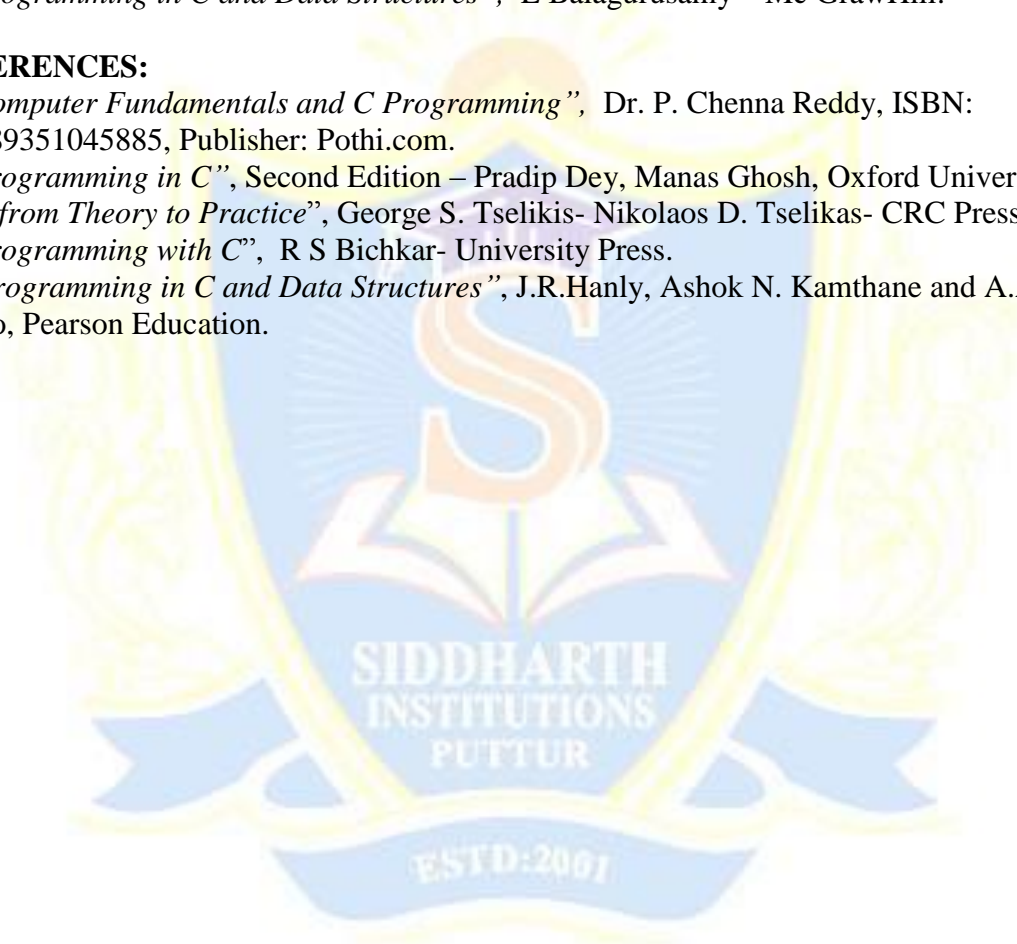 ogramming in C and Data Structures", E Balagurusamy – Mc GrawHill.
ERENCES:
omputer Fundamentals and C Programming", Dr. P. Chenna Reddy, ISBN:
89351045885, Publisher: Pothi.com.
rogramming in C", Second Edition – Pradip Dey, Manas Ghosh, Oxford Univer
from Theory to Practice", George S. Tselikis- Nikolaos D. Tselikas- CRC Press
rogramming with C", R S Bichkar- University Press.
rogramming in C and Data Structures", J.R.Hanly, Ashok N. Kamthane and A.
o, Pearson Education.
S
SIDDHARTH
INSTITUTIONS
PUTTUR
ESTD:2001